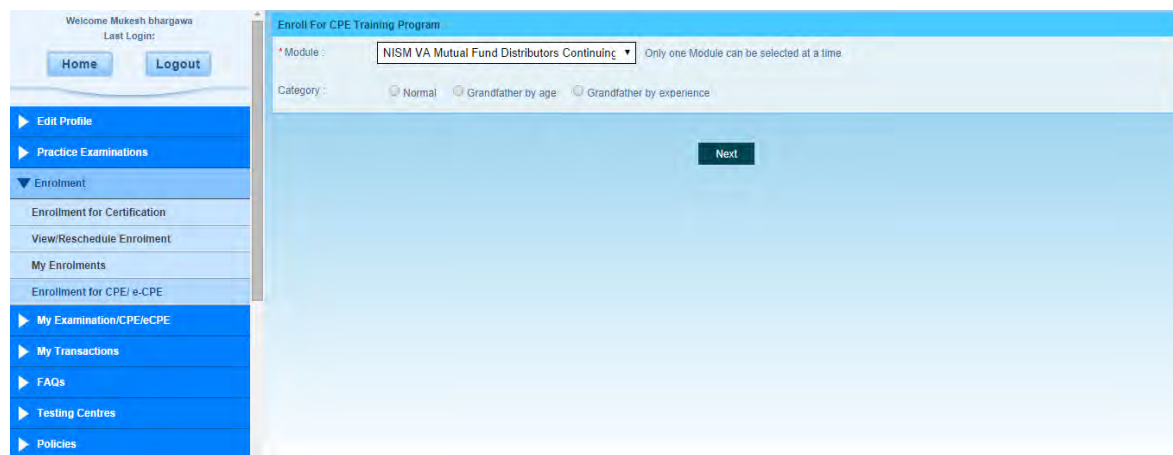 Welcome Mukesh bhargawa
Last Login:
Home Logout
Edit Profile
Practice Examinations
Enrolment
Enrollment for Certification
View/Reschedule Enrolment
My Enrolments
Enrollment for CPE/ e-CPE
My Examination/CPE/eCPE
My Transactions
FAQs
Testing Centres
Policies
Enroll For CPE Training Program
*Module : NISM VA Mutual Fund Distributors Continuing Only one Module can be selected at a time
Category : Normal Grandfather by age Grandfather by experience
Next